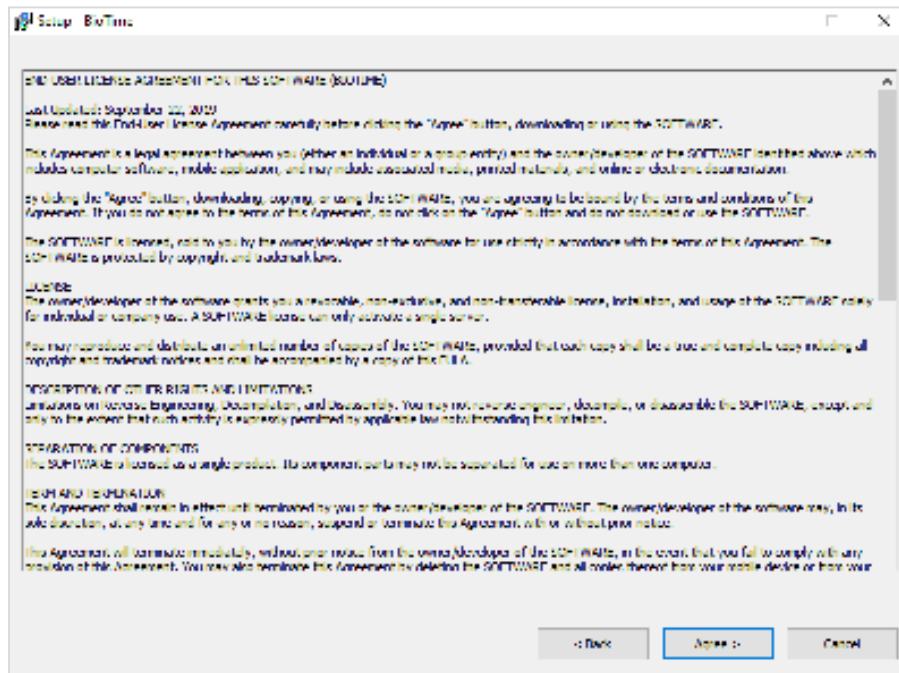 Setup - BioTime
END-USER LICENSE AGREEMENT FOR THIS SOFTWARE (BIOTIME)
Last Updated: September 22, 2019
Please read this End-User License Agreement carefully before clicking the "Agree" button, downloading or using the SOFTWARE.
This Agreement is a legal agreement between you (either an individual or a group entity) and the owner/developer of the SOFTWARE identified above which
includes computer software, mobile application, and may include associated media, printed materials, and online or electronic documentation.
By clicking the "Agree" button, downloading, copying, or using the SOFTWARE, you are agreeing to be bound by the terms and conditions of this
Agreement. If you do not agree to the terms of this Agreement, do not click on the "Agree" button and do not download or use the SOFTWARE.
The SOFTWARE is licensed, sold to you by the owner/developer of the software for use strictly in accordance with the terms of this Agreement. The
SOFTWARE is protected by copyright and trademark laws.
LICENSE
The owner/developer of the software grants you a revocable, non-exclusive, and non-transferable license, installation, and usage of the SOFTWARE solely
for individual or company use. A SOFTWARE license can only activate a single server.
You may reproduce and distribute an unlimited number of copies of the SOFTWARE, provided that each copy shall be a true and complete copy including all
copyright and trademark notices and shall be accompanied by a copy of this EULA.
DESCRIPTION OF OTHER RIGHTS AND LIMITATIONS
Limitations on Reverse Engineering, Decompilation, and Disassembly. You may not reverse engineer, decompile, or disassemble the SOFTWARE, except and
only to the extent that such activity is expressly permitted by applicable law notwithstanding this limitation.
SEPARATION OF COMPONENTS
The SOFTWARE is licensed as a single product. Its component parts may not be separated for use on more than one computer.
TERM AND TERMINATION
This Agreement shall remain in effect until terminated by you or the owner/developer of the SOFTWARE. The owner/developer of the software may, in its
sole discretion, at any time and for any or no reason, suspend or terminate this Agreement with or without prior notice.
This Agreement will terminate immediately, without prior notice from the owner/developer of the SOFTWARE, in the event that you fail to comply with any
provision of this Agreement. You may also terminate this Agreement by deleting the SOFTWARE and all copies thereof from your mobile device or from your
< Back
Agree >
Cancel